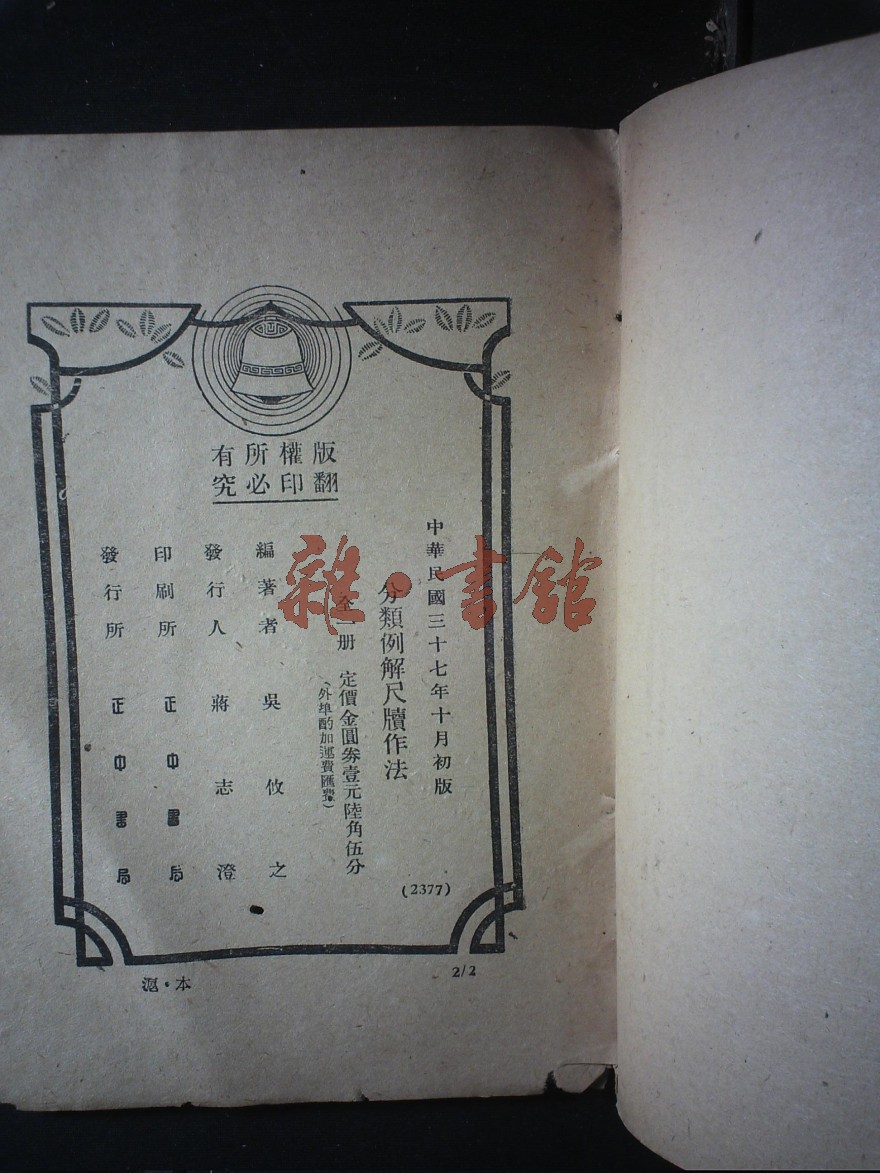 版權所有
翻印必究
中華民國三十七年十月初版
分類例解尺牘作法
全一册 定價金圓券壹元陸角伍分
(外埠酌加運費匯費)
編著者 吳攸之
發行人 蔣志澄
印刷所 正中書局
發行所 正中書局
(2377)
本・滬
2/2
雜・書館